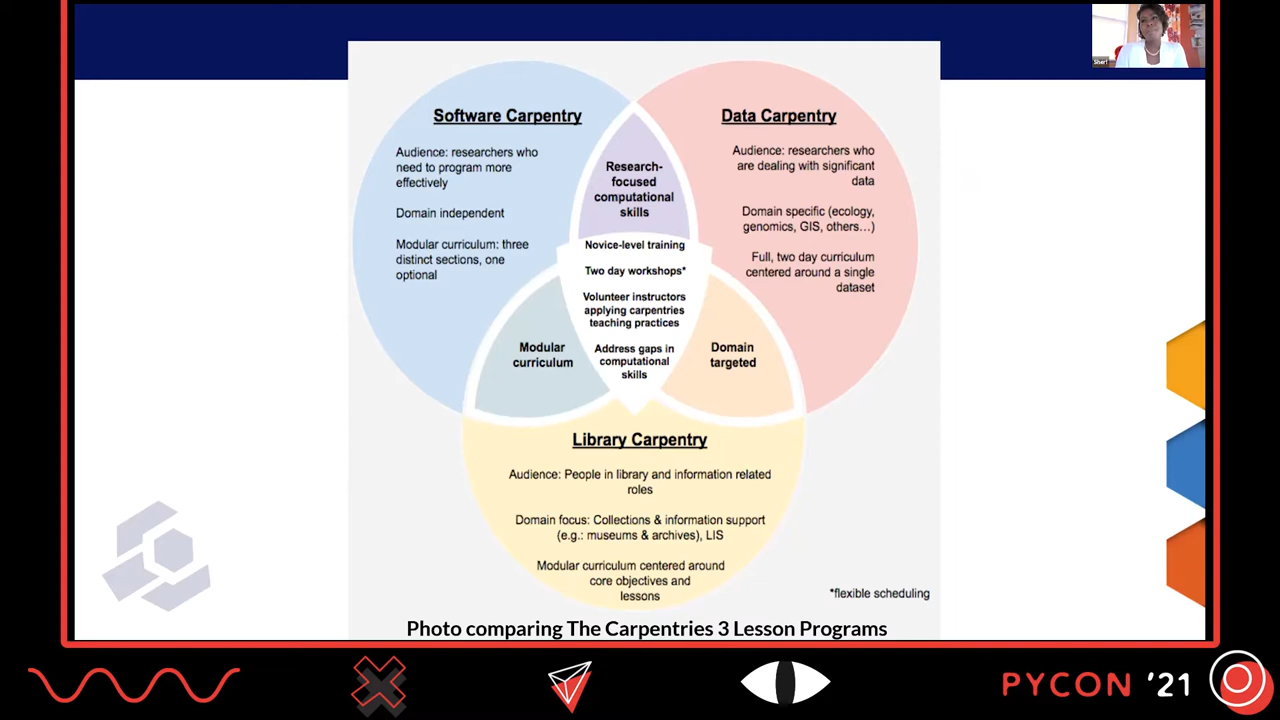 Software Carpentry
Audience: researchers who
need to program more
effectively
Domain independent
Modular curriculum: three
distinct sections, one
optional
Research-
focused
computational
skills
Data Carpentry
Audience: researchers who
are dealing with significant
data
Domain specific (ecology,
genomics, GIS, others...)
Full, two day curriculum
centered around a single
dataset
Novice-level training
Two day workshops*
Volunteer instructors
applying carpentries
teaching practices
Address gaps in
computational
skills
Modular
curriculum
Domain
targeted
Library Carpentry
Audience: People in library and information related
roles
Domain focus: Collections & information support
(e.g.: museums & archives), LIS
Modular curriculum centered around
core objectives and
lessons
*flexible scheduling
Photo comparing The Carpentries 3 Lesson Programs
PYCON '21